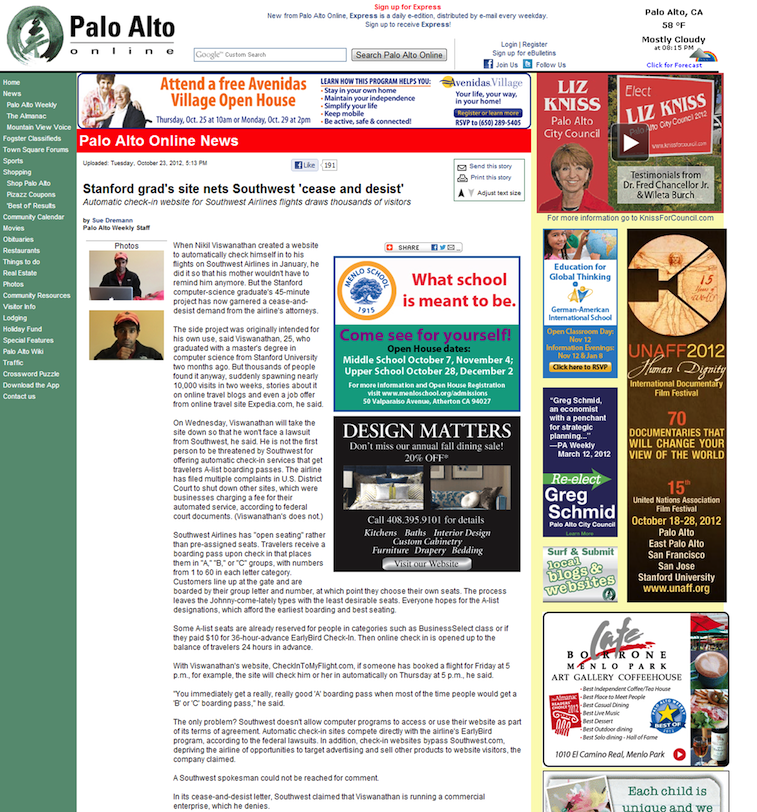 Palo Alto
online
Sign up for Express
New from Palo Alto Online, Express is a daily e-edition, distributed by e-mail every weekday.
Sign up to receive Express!
Google™ Custom Search
Search Palo Alto Online
Login | Register
Sign up for eBulletins
Join Us
Follow Us
Palo Alto, CA
58 °F
Mostly Cloudy
at 08:15 PM
Click for Forecast
Home
News
Palo Alto Weekly
The Almanac
Mountain View Voice
Fogster Classifieds
Town Square Forums
Sports
Shopping
Shop Palo Alto
Pizazz Coupons
'Best of' Results
Community Calendar
Movies
Obituaries
Restaurants
Things to do
Real Estate
Photos
Community Resources
Visitor Info
Lodging
Holiday Fund
Special Features
Palo Alto Wiki
Traffic
Crossword Puzzle
Download the App
Contact us
Attend a free Avenidas
Village Open House
Thursday, Oct. 25 at 10am or Monday, Oct. 29 at 2pm
LEARN HOW THIS PROGRAM HELPS YOU:
- Stay in your own home
- Maintain your independence
- Simplify your life
- Keep mobile
- Be active, safe & connected!
Avenidas Village
Your life, your way,
in your home!
Register or learn more
RSVP to (650) 289-5405
Palo Alto Online News
Uploaded: Tuesday, October 23, 2012, 5:13 PM
Like
191
Send this story
Print this story
Adjust text size
Stanford grad's site nets Southwest 'cease and desist'
Automatic check-in website for Southwest Airlines flights draws thousands of visitors
by Sue Dremann
Palo Alto Weekly Staff
Photos
SHARE
When Nikil Viswanathan created a website
to automatically check himself in to his
flights on Southwest Airlines in January, he
did it so that his mother wouldn't have to
remind him anymore. But the Stanford
computer-science graduate's 45-minute
project has now garnered a cease-and-
desist demand from the airline's attorneys.
The side project was originally intended for
his own use, said Viswanathan, 25, who
graduated with a master's degree in
computer science from Stanford University
two months ago. But thousands of people
found it anyway, suddenly spawning nearly
10,000 visits in two weeks, stories about it
on online travel blogs and even a job offer
from online travel site Expedia.com, he said.
On Wednesday, Viswanathan will take the
site down so that he won't face a lawsuit
from Southwest, he said. He is not the first
person to be threatened by Southwest for
offering automatic check-in services that get
travelers A-list boarding passes. The airline
has filed multiple complaints in U.S. District
Court to shut down other sites, which were
businesses charging a fee for their
automated service, according to federal
court documents. (Viswanathan's does not.)
Southwest Airlines has "open seating" rather
than pre-assigned seats. Travelers receive a
boarding pass upon check in that places
them in "A," "B," or "C" groups, with numbers
from 1 to 60 in each letter category.
Customers line up at the gate and are
boarded by their group letter and number, at which point they choose their own seats. The process
leaves the Johnny-come-lately types with the least desirable seats. Everyone hopes for the A-list
designations, which afford the earliest boarding and best seating.
Some A-list seats are already reserved for people in categories such as BusinessSelect class or if
they paid $10 for 36-hour-advance EarlyBird Check-In. Then online check in is opened up to the
balance of travelers 24 hours in advance.
With Viswanathan's website, CheckInToMyFlight.com, if someone has booked a flight for Friday at 5
p.m., for example, the site will check him or her in automatically on Thursday at 5 p.m., he said.
"You immediately get a really, really good 'A' boarding pass when most of the time people would get a
'B' or 'C' boarding pass," he said.
The only problem? Southwest doesn't allow computer programs to access or use their website as part
of its terms of agreement. Automatic check-in sites compete directly with the airline's EarlyBird
program, according to the federal lawsuits. In addition, check-in websites bypass Southwest.com,
depriving the airline of opportunities to target advertising and sell other products to website visitors, the
company claimed.
A Southwest spokesman could not be reached for comment.
In its cease-and-desist letter, Southwest claimed that Viswanathan is running a commercial
enterprise, which he denies.
MENLO SCHOOL
1915
What school
is meant to be.
Come see for yourself!
Open House dates:
Middle School October 7, November 4;
Upper School October 28, December 2
For more information and Open House Registration
visit www.menloschool.org/admissions
50 Valparaiso Avenue, Atherton CA 94027
DESIGN MATTERS
Don't miss our annual fall dining sale!
20% OFF*
Call 408.395.9101 for details
Kitchens Baths Interior Design
Custom Cabinetry
Furniture Drapery Bedding
Visit our Website
LIZ
KNISS
Palo Alto
City Council
Elect
LIZ KNISS
Palo Alto City Council 2012
www.knissforcouncil.com
Testimonials from
Dr. Fred Chancellor Jr.
& Wileta Burch
For more information go to KnissForCouncil.com
Education for
Global Thinking
German-American
International School
Open Classroom Day:
Nov 12
Information Evenings:
Nov 12 & Jan 8
Click here to RSVP
"Greg Schmid,
an economist
with a penchant
for strategic
planning..."
—PA Weekly
March 12, 2012
Re-elect
Greg
Schmid
Palo Alto City Council
Learn More
Surf & Submit
local
blogs &
websites
15
Years
of UNAFF
UNAFF2012
Human Dignity
International Documentary
Film Festival
70
DOCUMENTARIES THAT
WILL CHANGE YOUR
VIEW OF THE WORLD
15th
United Nations Association
Film Festival
October 18-28, 2012
Palo Alto
East Palo Alto
San Francisco
San Jose
Stanford University
www.unaff.org
Cafe
BORRONE
MENLO PARK
ART GALLERY COFFEEHOUSE
- Best Independent Coffee/Tea House
- Best Place to Meet People
- Best Casual Dining
- Best Live Music
- Best Dessert
- Best Outdoor dining
- Best Solo dining - Hall of Fame
The Almanac
READERS'
CHOICE
2012
BEST OF
2012
1010 El Camino Real, Menlo Park
Each child is
unique and we